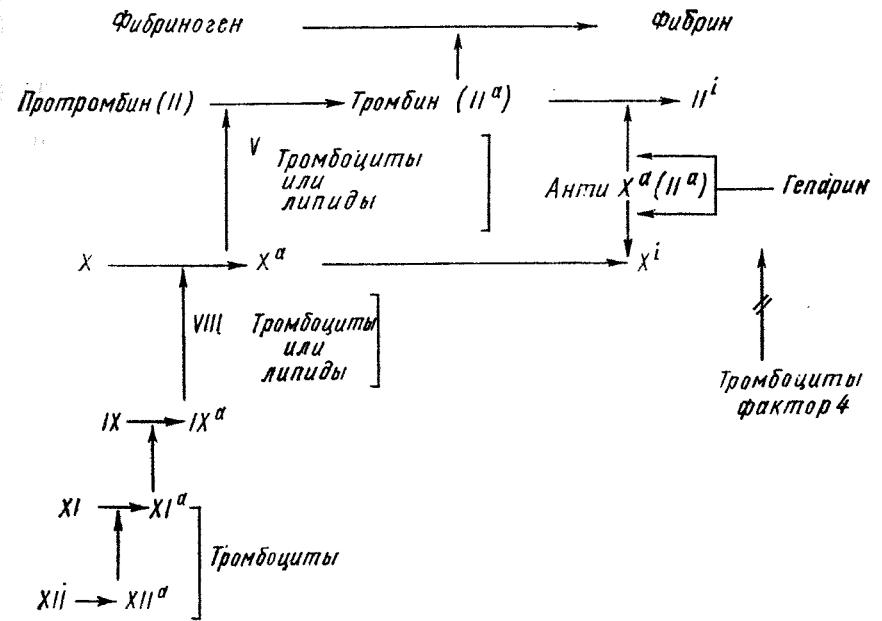 Фибриноген Фибрин
Протромбин (II) Тромбин (IIª) IIⁱ
V Тромбоциты
или
липиды
Анти Xª (IIª) Гепарин
X Xª Xⁱ
VIII Тромбоциты
или
липиды
Тромбоциты
фактор 4
IX IXª
XI XIª
Тромбоциты
XII XIIª